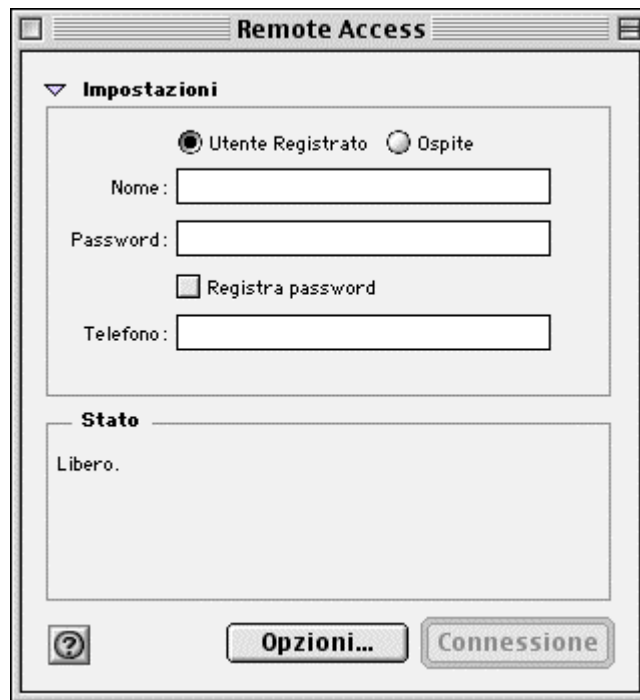 Remote Access
Impostazioni
Utente Registrato Ospite
Nome:
Password:
Registra password
Telefono:
Stato
Libero.
? Opzioni... Connessione